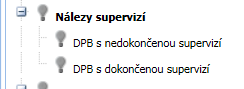 Nálezy supervizí
DPB s nedokončenou supervizí
DPB s dokončenou supervizí